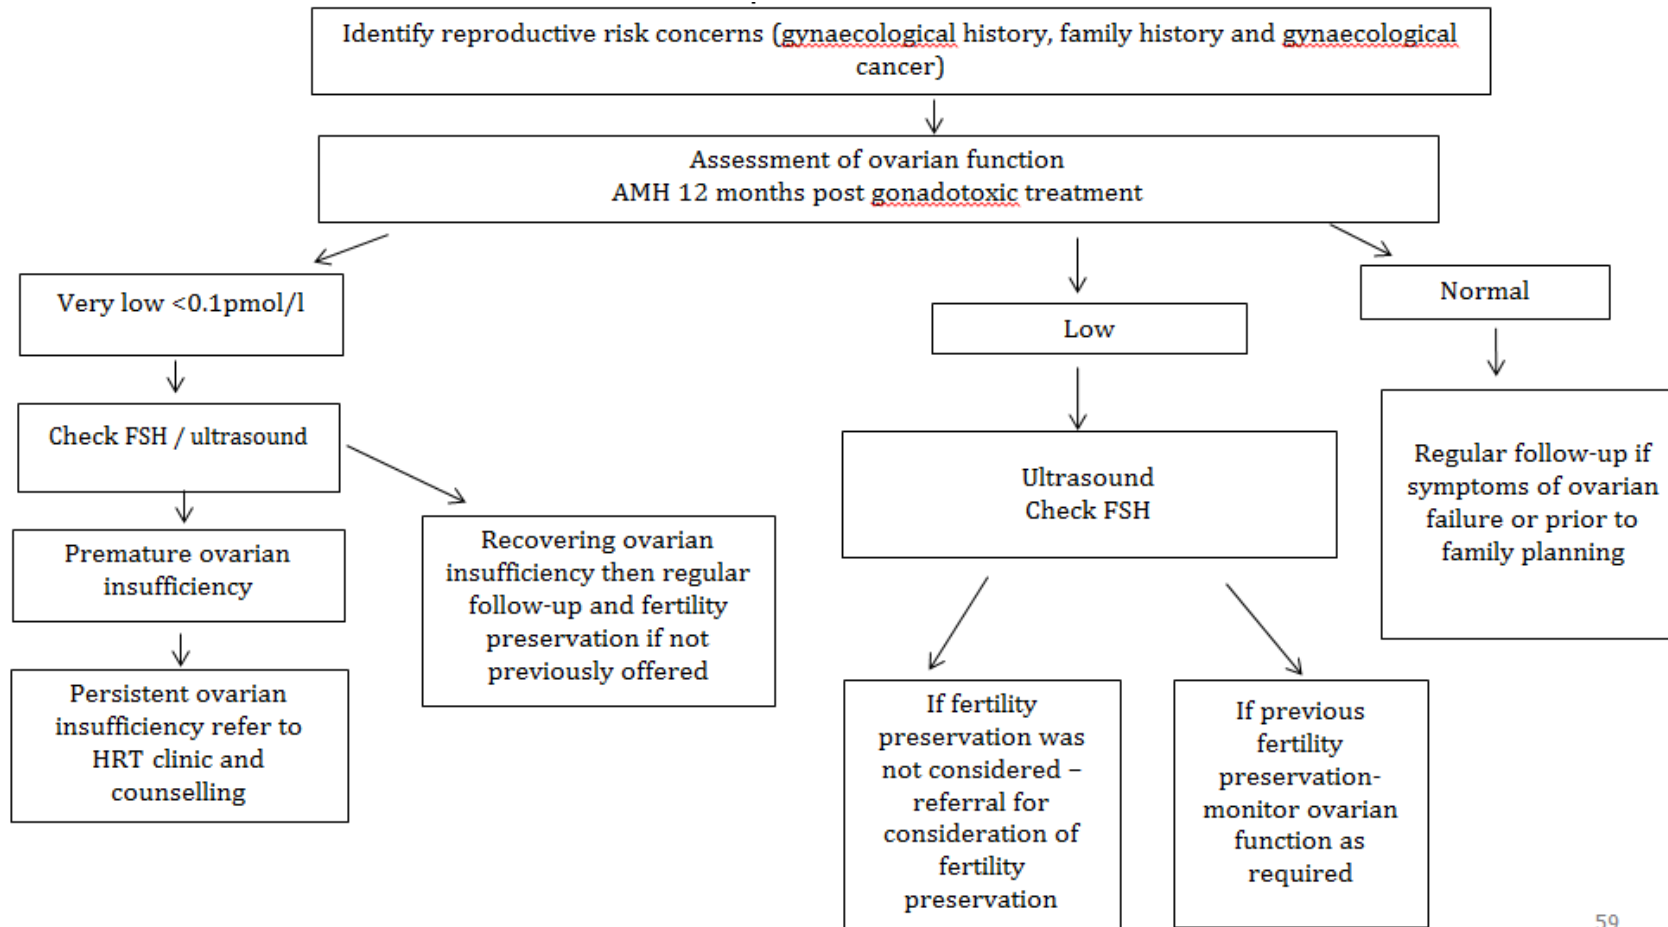 Identify reproductive risk concerns (gynaecological history, family history and gynaecological
cancer)
Assessment of ovarian function
AMH 12 months post gonadotoxic treatment
Very low <0.1pmol/l
Low
Normal
Check FSH / ultrasound
Ultrasound
Check FSH
Regular follow-up if
symptoms of ovarian
failure or prior to
family planning
Premature ovarian
insufficiency
Recovering ovarian
insufficiency then regular
follow-up and fertility
preservation if not
previously offered
Persistent ovarian
insufficiency refer to
HRT clinic and
counselling
If fertility
preservation was
not considered –
referral for
consideration of
fertility
preservation
If previous
fertility
preservation-
monitor ovarian
function as
required
59